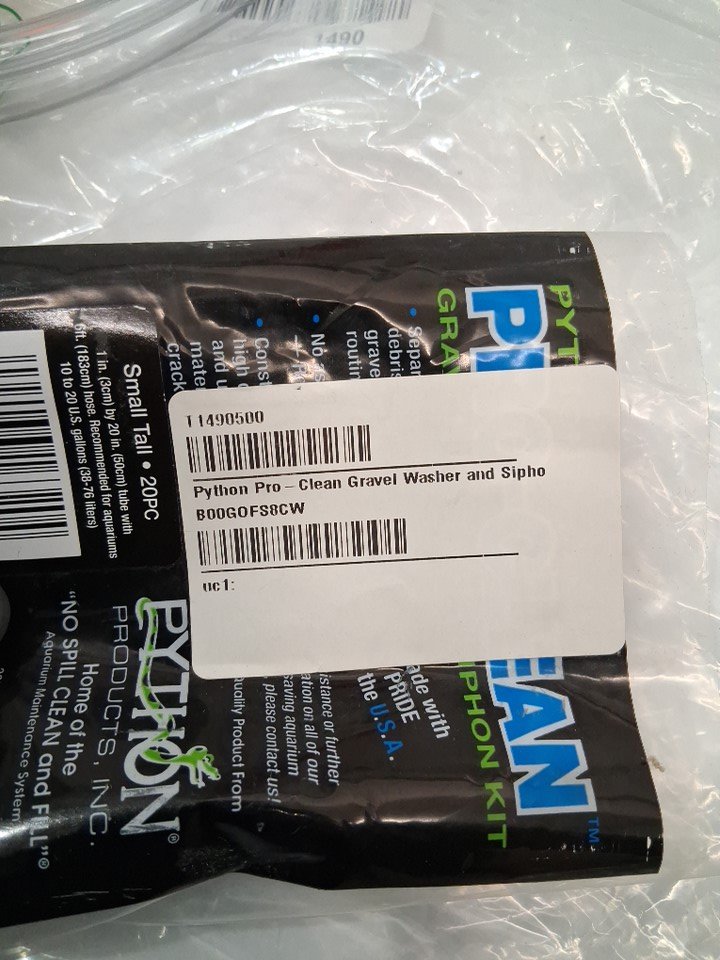 1490
T1490500
Python Pro-Clean Gravel Washer and Sipho
B00GOFS8CW
uc1:
PYT
P EAN™
GRAV IPHON KIT
• Separ
debris
grave
routin
• No
• Cons
high
and u
mate
crack
ade with
PRIDE
the U.S.A.
istance or further
ation on all of our
saving aquarium
please contact us!
uality Product From
Small Tall • 20PC
1 in. (3cm) by 20 in. (50cm) tube with
6ft. (183cm) hose. Recommended for aquariums
10 to 20 U.S. gallons (38-76 liters)
PYTHON®
PRODUCTS, INC.
Home of the
"NO SPILL CLEAN and FILL"®
Aquarium Maintenance System